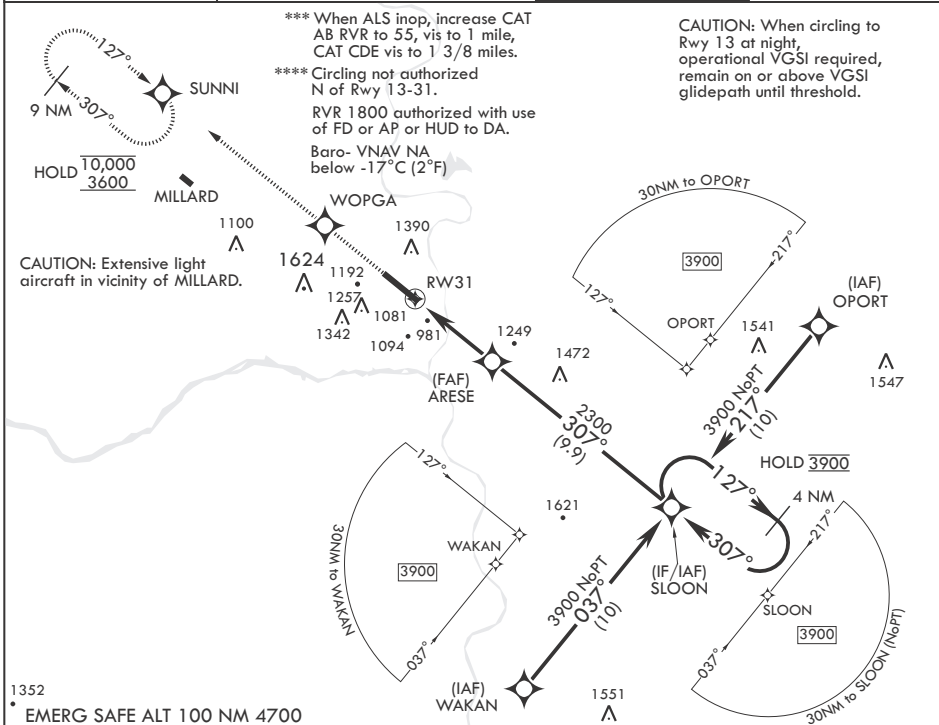 *** When ALS inop, increase CAT
AB RVR to 55, vis to 1 mile,
CAT CDE vis to 1 3/8 miles.
**** Circling not authorized
N of Rwy 13-31.
RVR 1800 authorized with use
of FD or AP or HUD to DA.
Baro- VNAV NA
below -17°C (2°F)
CAUTION: When circling to
Rwy 13 at night,
operational VGSI required,
remain on or above VGSI
glidepath until threshold.
127°
SUNNI
9 NM
307°
HOLD 10,000
3600
MILLARD
WOPGA
1100
1390
CAUTION: Extensive light
aircraft in vicinity of MILLARD.
1624
1192
RW31
1257
1342
1081
981
1094
1249
(FAF)
ARESE
1472
30NM to OPORT
3900
217°
127°
OPORT
(IAF)
OPORT
1541
1547
3900 NoPT
217°
(10)
2300
307°
(9.9)
HOLD 3900
127°
4 NM
307°
(IF/IAF)
SLOON
127°
1621
30NM to WAKAN
WAKAN
3900
037°
3900 NoPT
037°
(10)
217°
SLOON
3900
037°
30NM to SLOON (NoPT)
(IAF)
WAKAN
1551
1352
EMERG SAFE ALT 100 NM 4700